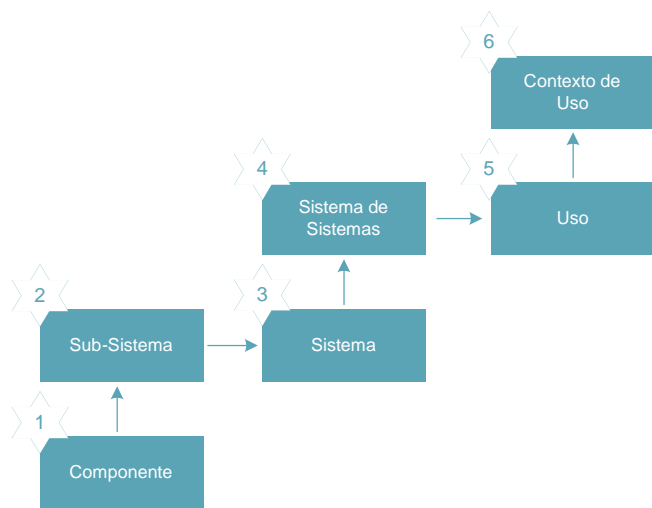 6
Contexto de
Uso
4
5
Sistema de
Sistemas
Uso
2
3
Sub-Sistema
Sistema
1
Componente